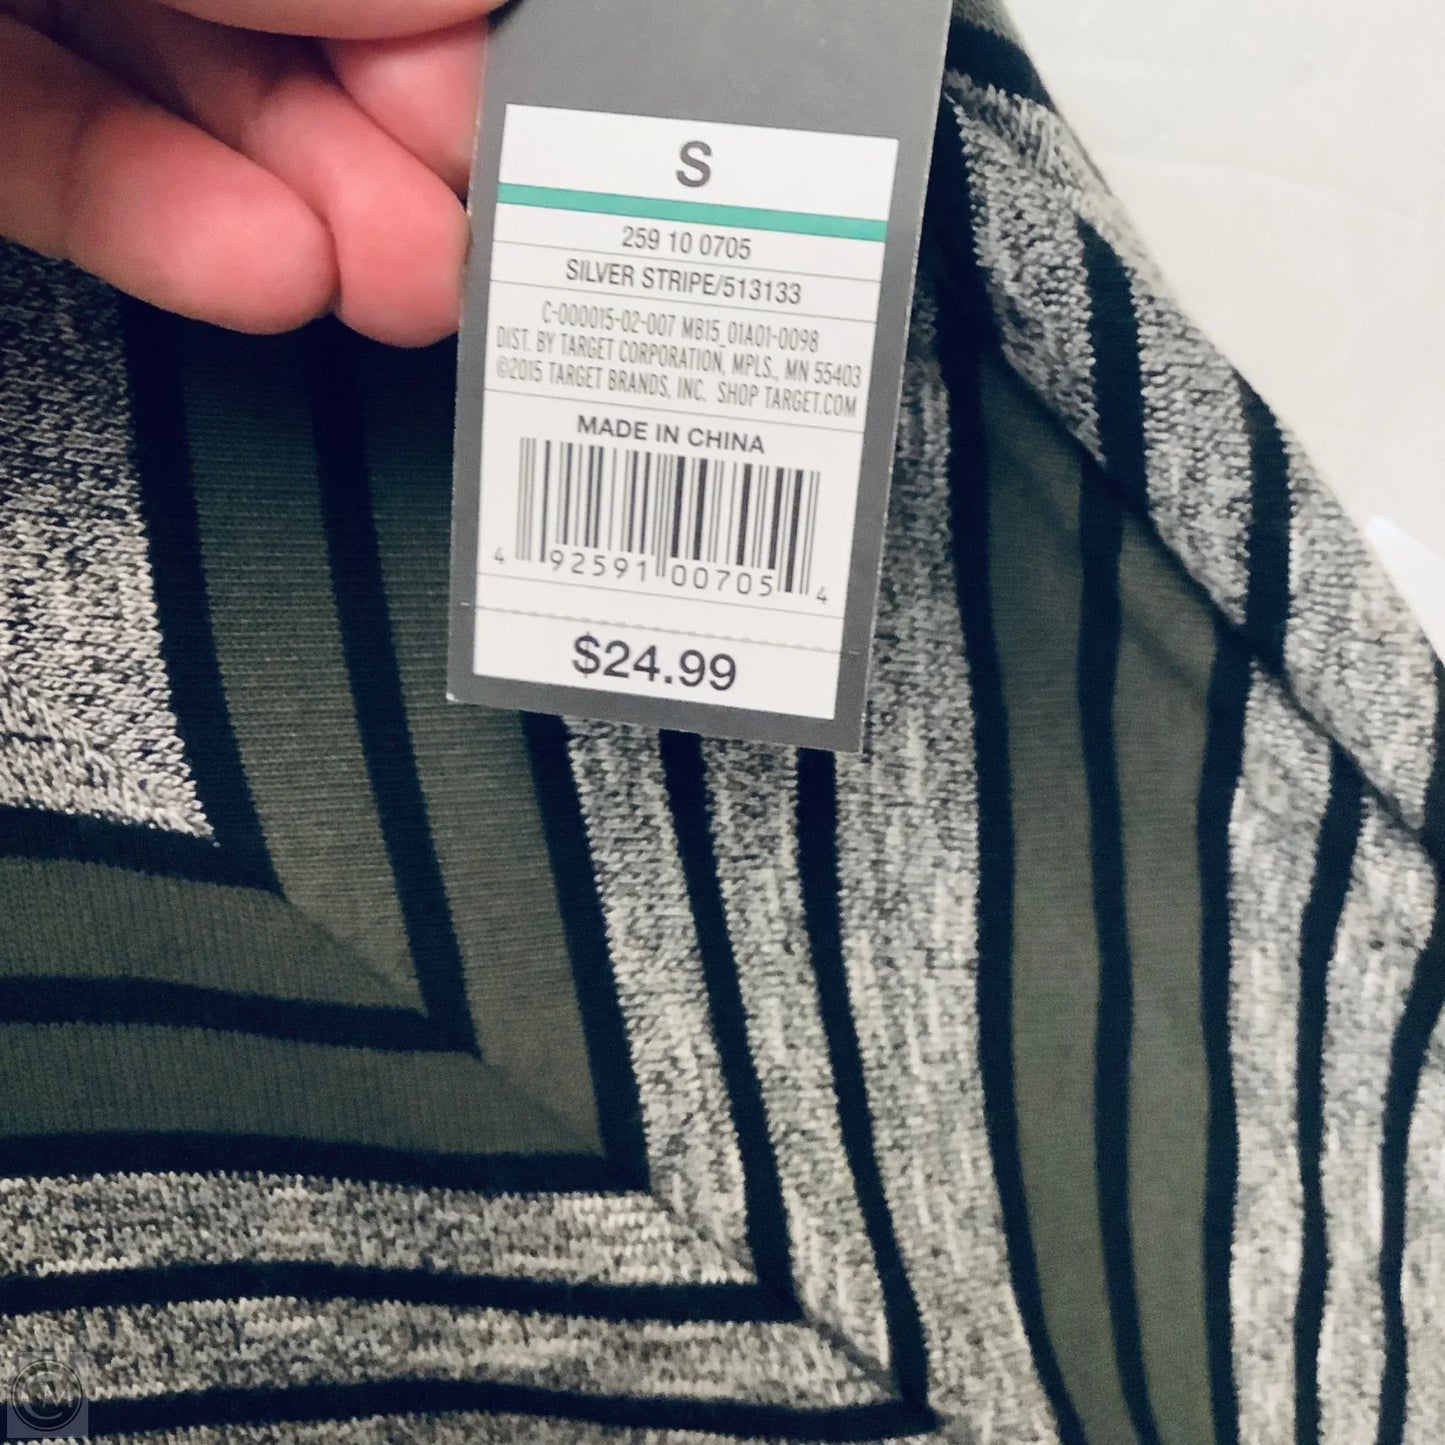 S
259 10 0705
SILVER STRIPE/513133
C-000015-02-007 MB15_01A01-0098
DIST. BY TARGET CORPORATION, MPLS., MN 55403
©2015 TARGET BRANDS, INC. SHOP TARGET.COM
MADE IN CHINA
4 92591 00705 4
$24.99